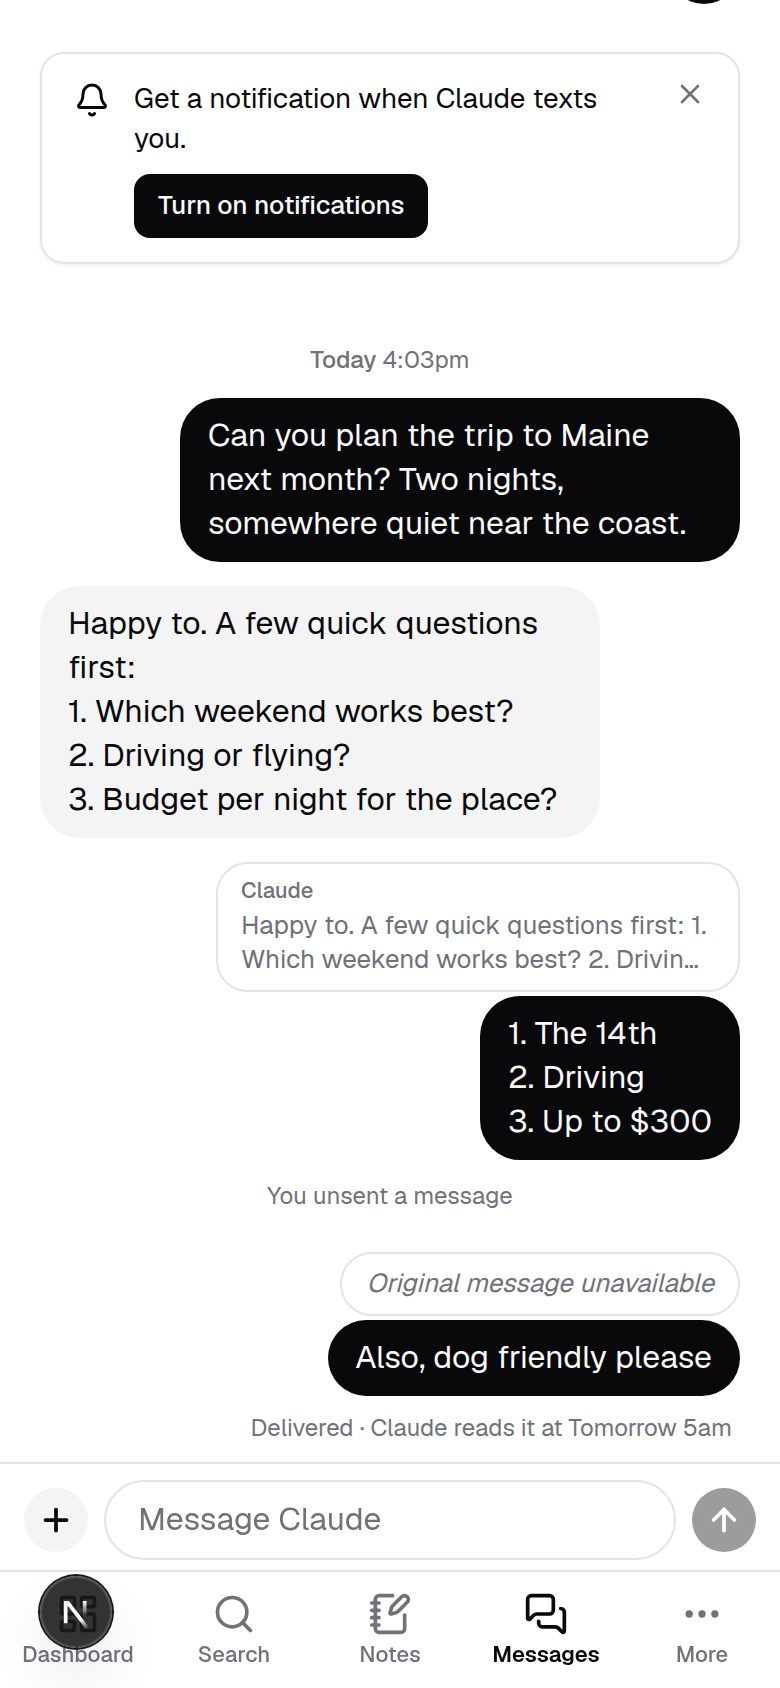 Get a notification when Claude texts
you.
Turn on notifications
Today 4:03pm
Can you plan the trip to Maine
next month? Two nights,
somewhere quiet near the coast.
Happy to. A few quick questions
first:
1. Which weekend works best?
2. Driving or flying?
3. Budget per night for the place?
Claude
Happy to. A few quick questions first: 1.
Which weekend works best? 2. Drivin...
1. The 14th
2. Driving
3. Up to $300
You unsent a message
Original message unavailable
Also, dog friendly please
Delivered · Claude reads it at Tomorrow 5am
Message Claude
N
Dashboard
Search
Notes
Messages
More